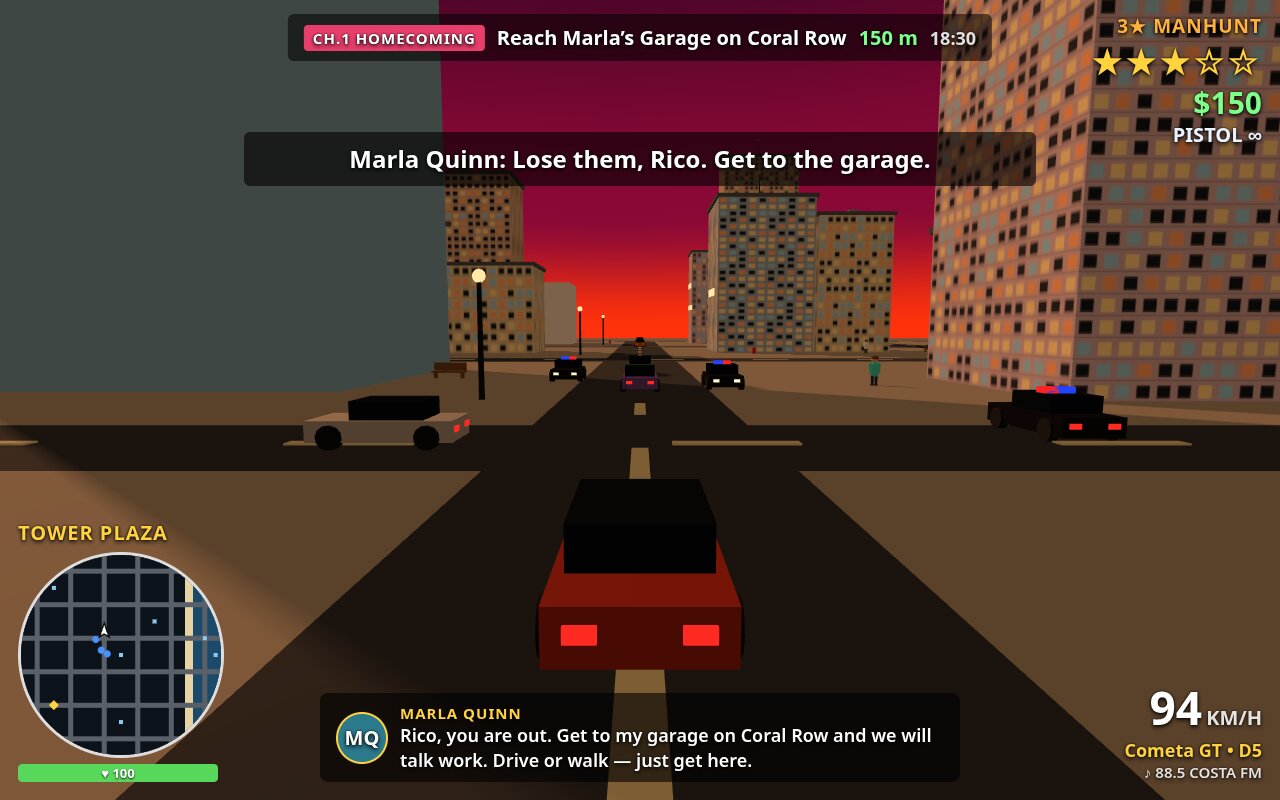 CH.1 HOMECOMING Reach Marla’s Garage on Coral Row 150 m 18:30
3★ MANHUNT
★★★☆☆
$150
PISTOL ∞
Marla Quinn: Lose them, Rico. Get to the garage.
TOWER PLAZA
♥ 100
MQ
MARLA QUINN
Rico, you are out. Get to my garage on Coral Row and we will
talk work. Drive or walk — just get here.
94 KM/H
Cometa GT • D5
♪ 88.5 COSTA FM